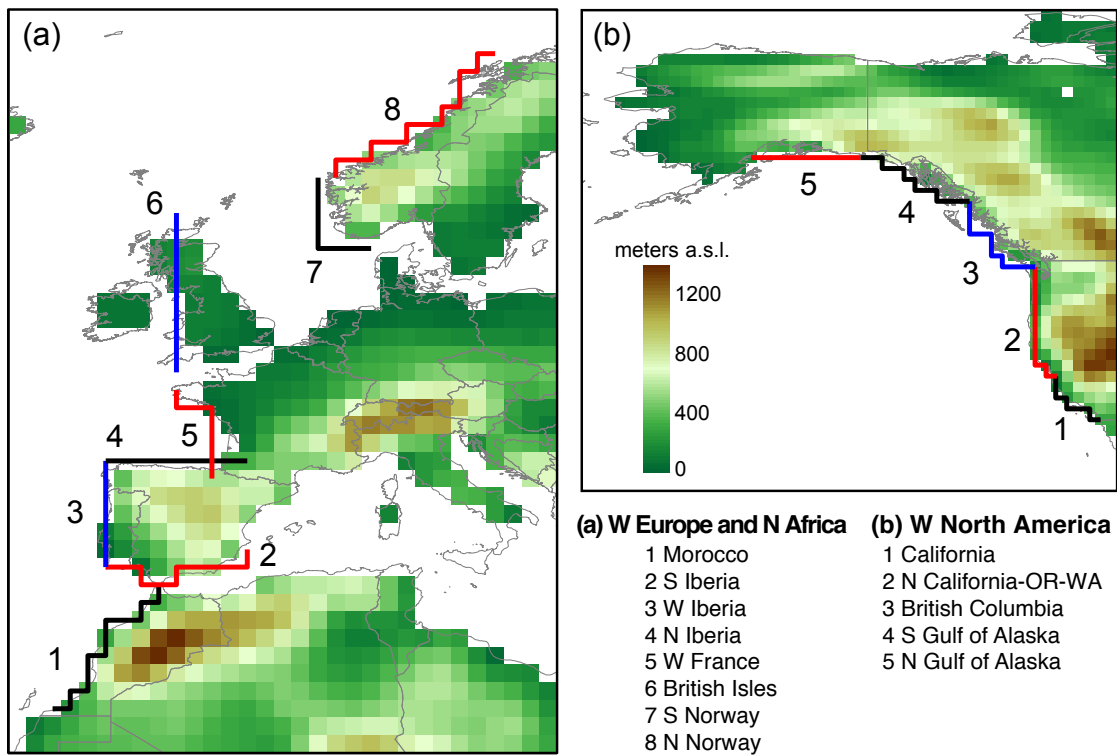 (a)
8
6
7
5
4
3
2
1
(b)
5
4
3
2
1
meters a.s.l.
1200
800
400
0
(a) W Europe and N Africa
1 Morocco
2 S Iberia
3 W Iberia
4 N Iberia
5 W France
6 British Isles
7 S Norway
8 N Norway
(b) W North America
1 California
2 N California-OR-WA
3 British Columbia
4 S Gulf of Alaska
5 N Gulf of Alaska